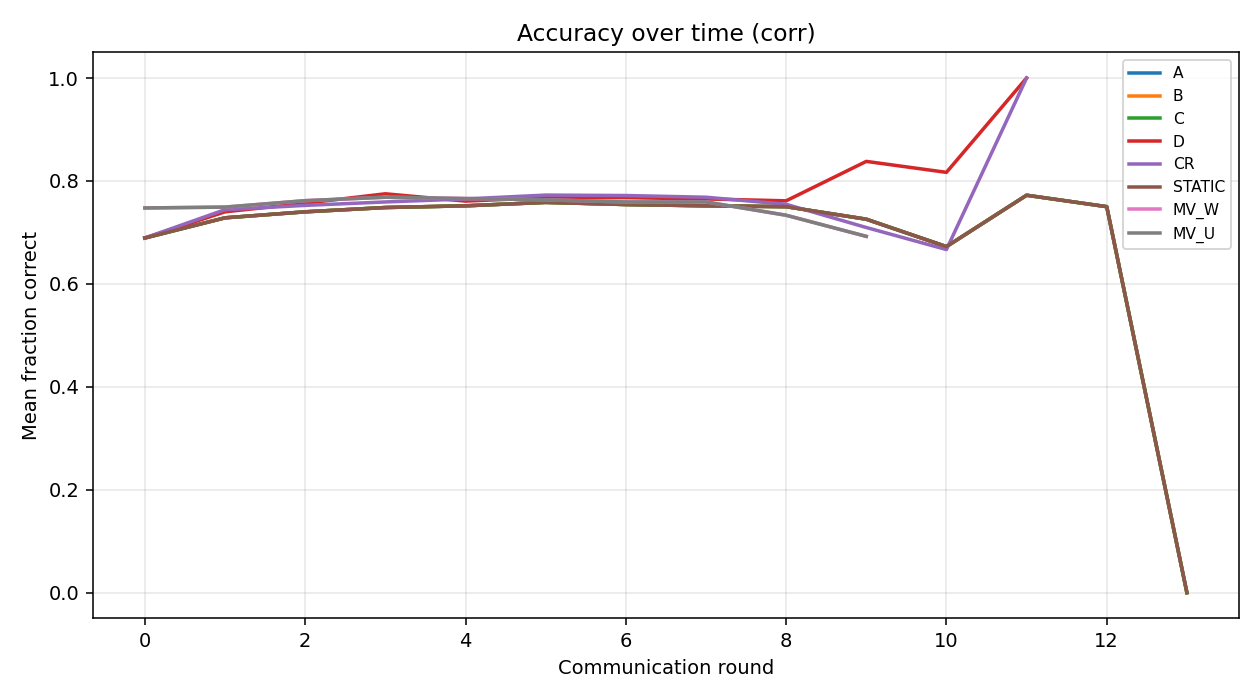 Accuracy over time (corr)
Mean fraction correct
1.0
0.8
0.6
0.4
0.2
0.0
0 2 4 6 8 10 12
Communication round
A
B
C
D
CR
STATIC
MV_W
MV_U